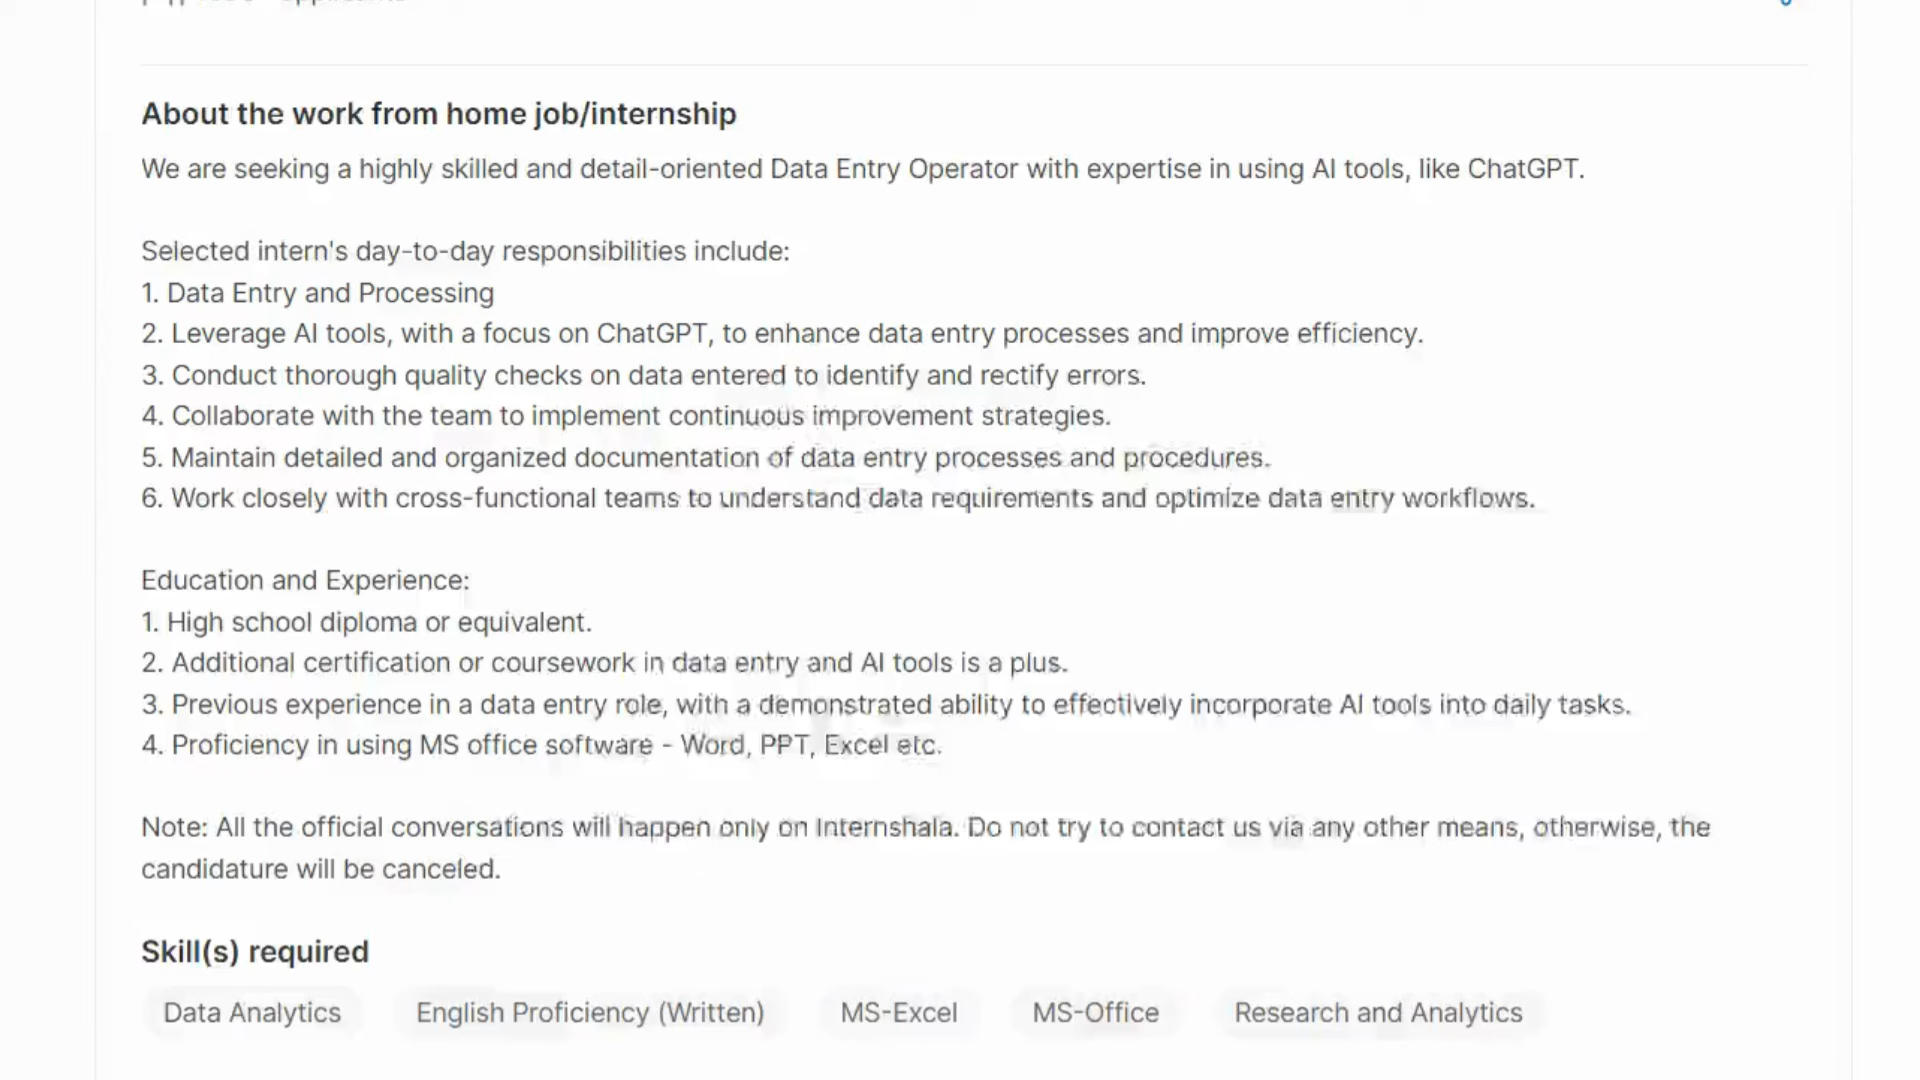 About the work from home job/internship
We are seeking a highly skilled and detail-oriented Data Entry Operator with expertise in using AI tools, like ChatGPT.
Selected intern's day-to-day responsibilities include:
1. Data Entry and Processing
2. Leverage AI tools, with a focus on ChatGPT, to enhance data entry processes and improve efficiency.
3. Conduct thorough quality checks on data entered to identify and rectify errors.
4. Collaborate with the team to implement continuous improvement strategies.
5. Maintain detailed and organized documentation of data entry processes and procedures.
6. Work closely with cross-functional teams to understand data requirements and optimize data entry workflows.
Education and Experience:
1. High school diploma or equivalent.
2. Additional certification or coursework in data entry and AI tools is a plus.
3. Previous experience in a data entry role, with a demonstrated ability to effectively incorporate AI tools into daily tasks.
4. Proficiency in using MS office software - Word, PPT, Excel etc.
Note: All the official conversations will happen only on Internshala. Do not try to contact us via any other means, otherwise, the
candidature will be canceled.
Skill(s) required
Data Analytics English Proficiency (Written) MS-Excel MS-Office Research and Analytics